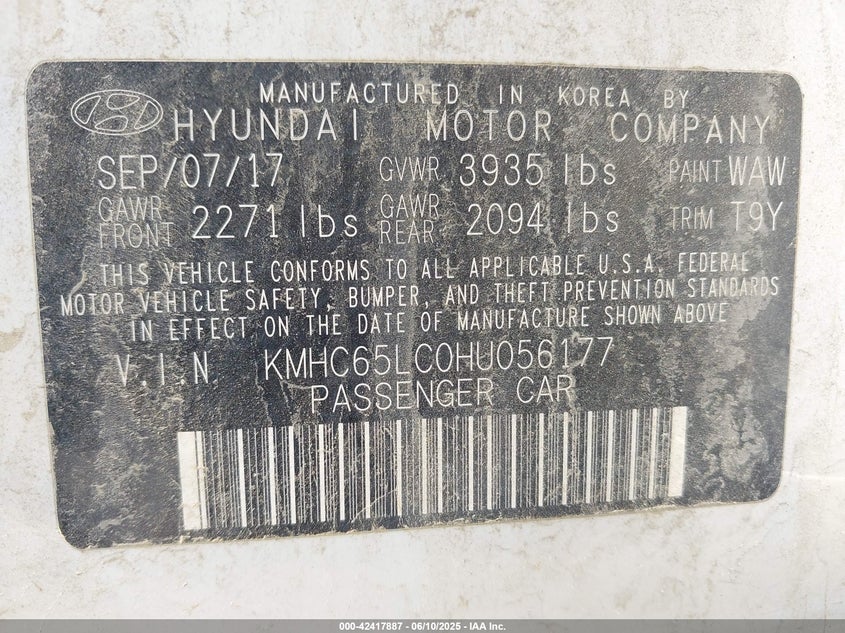 MANUFACTURED IN KOREA BY
HYUNDAI MOTOR COMPANY
SEP/07/17 GVWR 3935 lbs PAINT WAW
GAWR FRONT 2271 lbs GAWR REAR 2094 lbs TRIM T9Y
THIS VEHICLE CONFORMS TO ALL APPLICABLE U.S.A. FEDERAL
MOTOR VEHICLE SAFETY, BUMPER, AND THEFT PREVENTION STANDARDS
IN EFFECT ON THE DATE OF MANUFACTURE SHOWN ABOVE
V.I.N KMHC65LC0HU056177
PASSENGER CAR
000-42417887 - 06/10/2025 - IAA Inc.